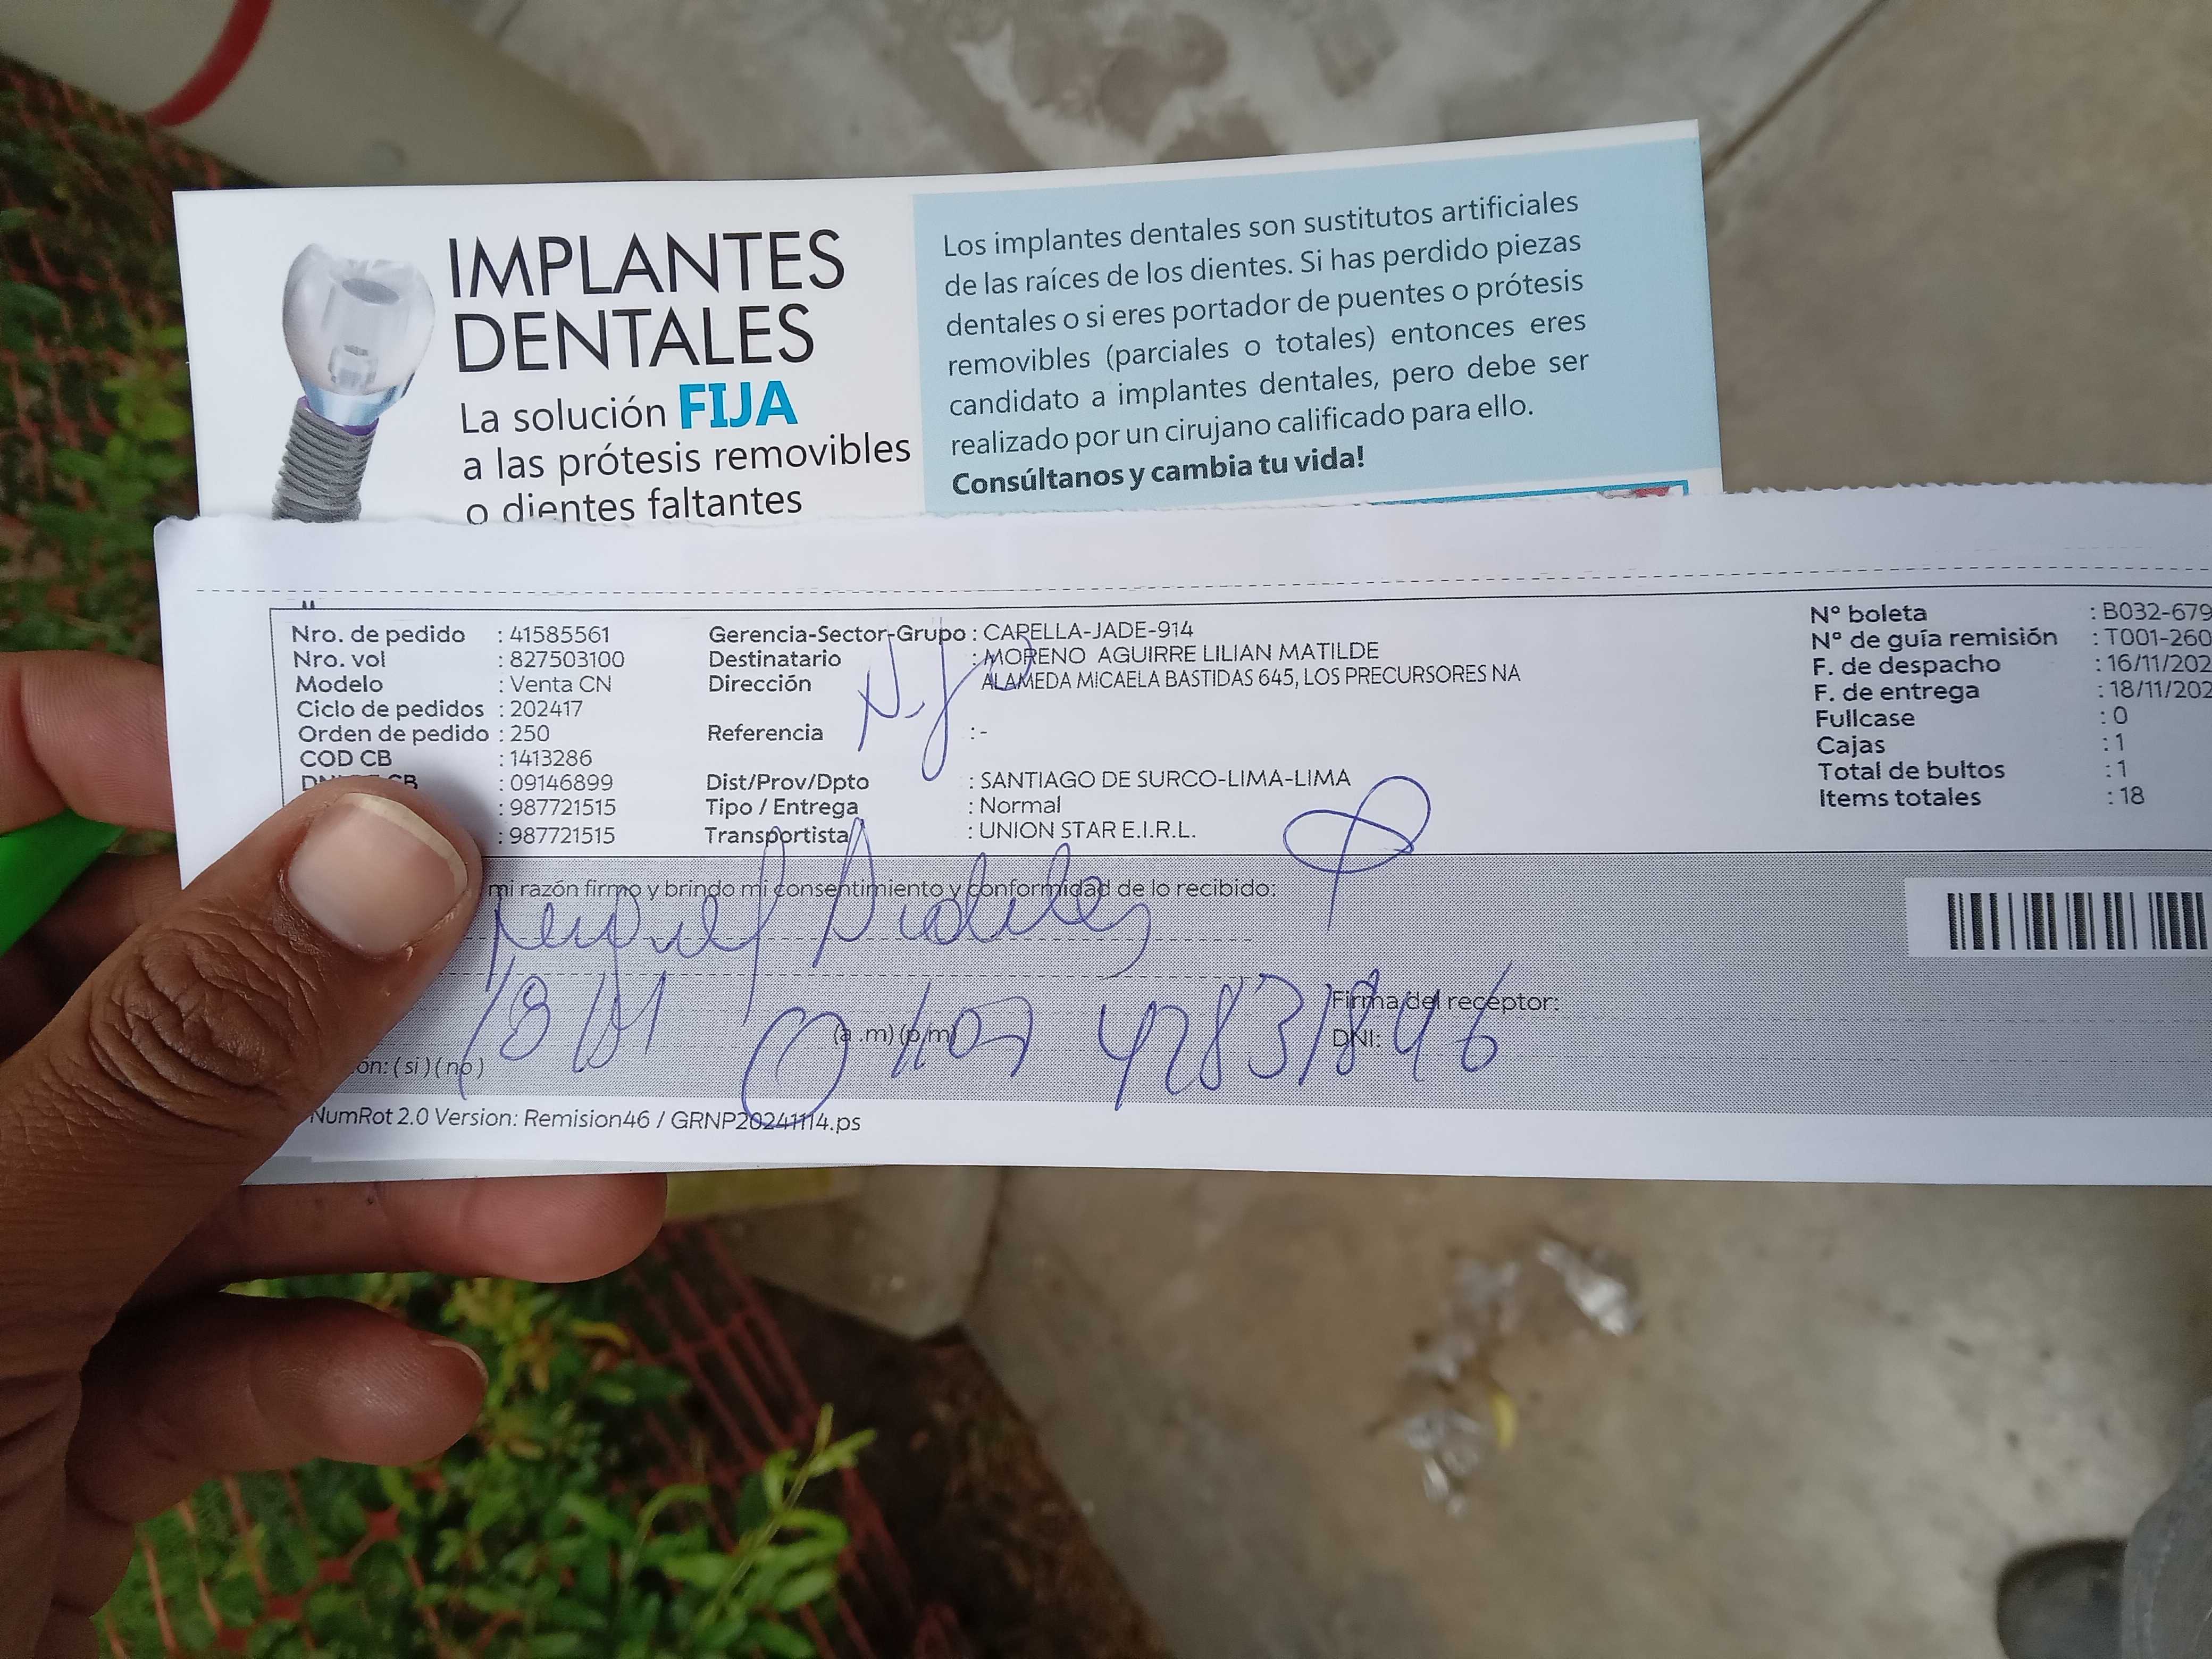 IMPLANTES
DENTALES
La solución FIJA
a las prótesis removibles
o dientes faltantes
Los implantes dentales son sustitutos artificiales
de las raíces de los dientes. Si has perdido piezas
dentales o si eres portador de puentes o prótesis
removibles (parciales o totales) entonces eres
candidato a implantes dentales, pero debe ser
realizado por un cirujano calificado para ello.
Consúltanos y cambia tu vida!
Nro. de pedido : 41585561
Nro. vol : 827503100
Modelo : Venta CN
Ciclo de pedidos : 202417
Orden de pedido : 250
COD CB : 1413286
CB : 09146899
: 987721515
: 987721515
Gerencia-Sector-Grupo : CAPELLA-JADE-914
Destinatario : MORENO AGUIRRE LILIAN MATILDE
Dirección ALAMEDA MICAELA BASTIDAS 645, LOS PRECURSORES NA
Referencia :-
Dist/Prov/Dpto : SANTIAGO DE SURCO-LIMA-LIMA
Tipo / Entrega : Normal
Transportista : UNION STAR E.I.R.L.
N° boleta : B032-679
N° de guía remisión : T001-260
F. de despacho : 16/11/202
F. de entrega : 18/11/202
Fullcase : 0
Cajas : 1
Total de bultos : 1
Items totales : 18
mi razón firmo y brindo mi consentimiento y conformidad de lo recibido:
Firma del receptor:
(a .m) (p/m)
DNI: 42831846
ón: ( si ) ( no )
NumRot 2.0 Version: Remision46 / GRNP20241114.ps